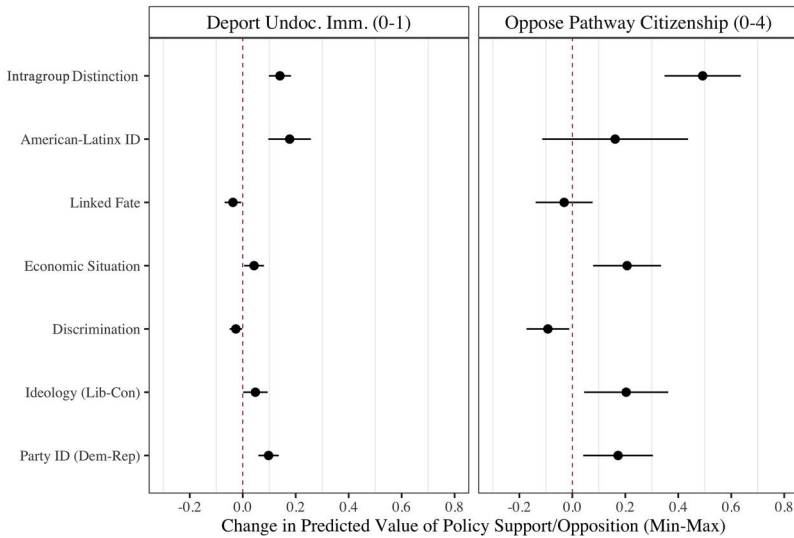 Deport Undoc. Imm. (0-1)
Oppose Pathway Citizenship (0-4)
Intragroup Distinction
American-Latinx ID
Linked Fate
Economic Situation
Discrimination
Ideology (Lib-Con)
Party ID (Dem-Rep)
-0.2 0.0 0.2 0.4 0.6 0.8
-0.2 0.0 0.2 0.4 0.6 0.8
Change in Predicted Value of Policy Support/Opposition (Min-Max)